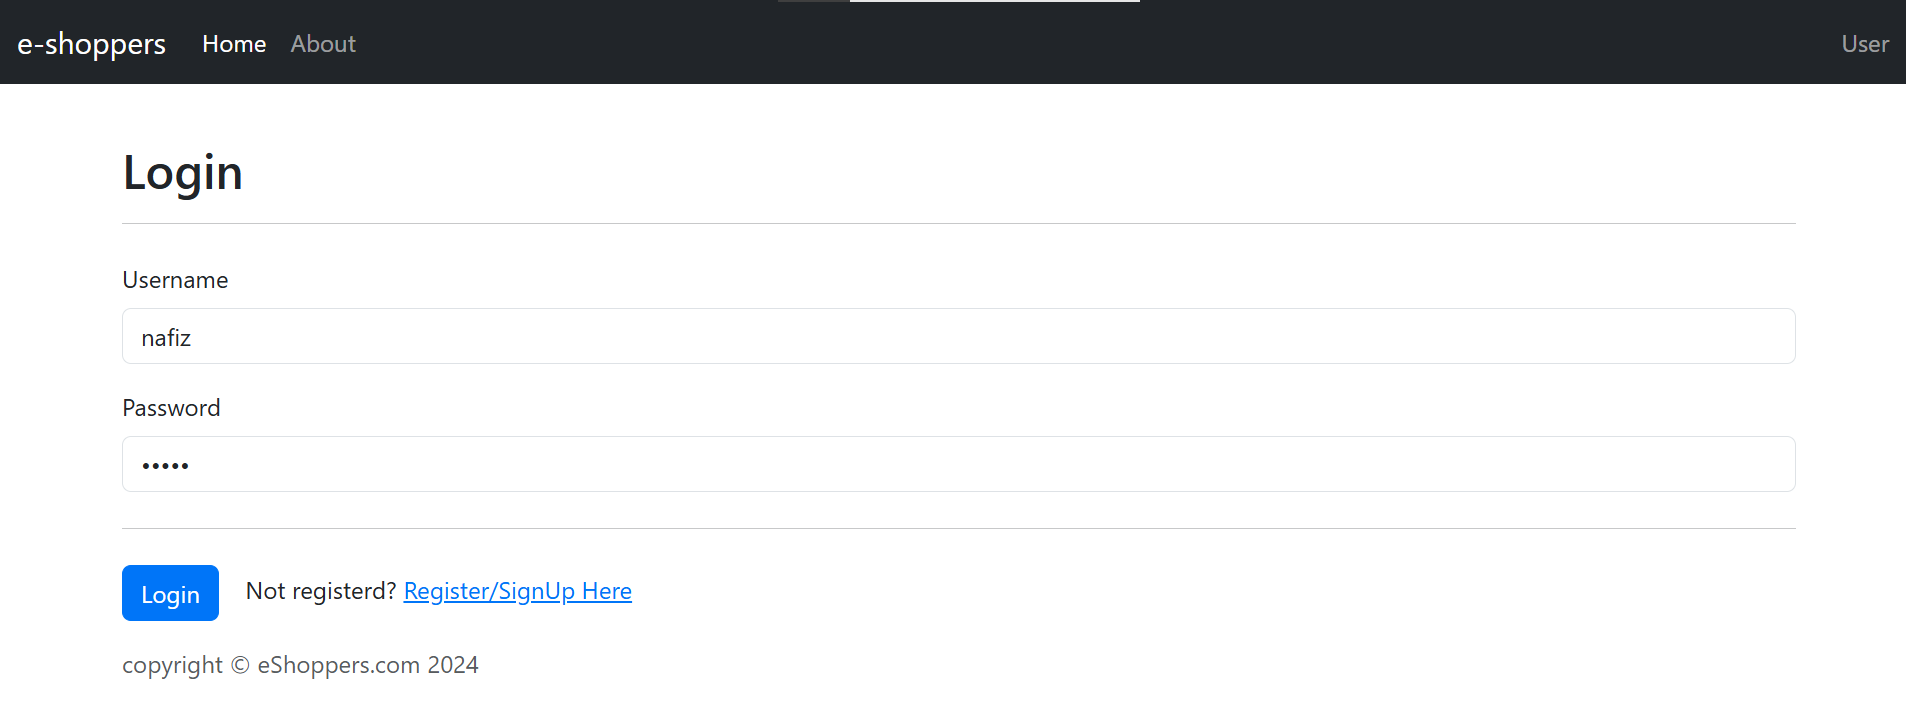 e-shoppers Home About User
Login
Username
nafiz
Password
•••••
Login Not registerd? Register/SignUp Here
copyright © eShoppers.com 2024